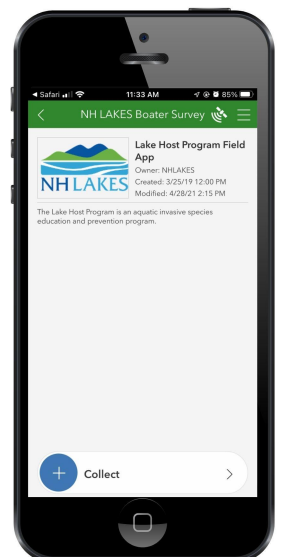 Safari 11:33 AM 85%
NH LAKES Boater Survey
NH LAKES
Lake Host Program Field
App
Owner: NHLAKES
Created: 3/25/19 12:00 PM
Modified: 4/28/21 2:15 PM
The Lake Host Program is an aquatic invasive species
education and prevention program.
Collect